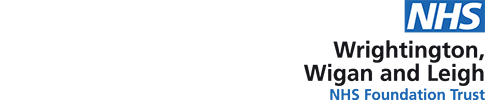 NHS
Wrightington,
Wigan and Leigh
NHS Foundation Trust